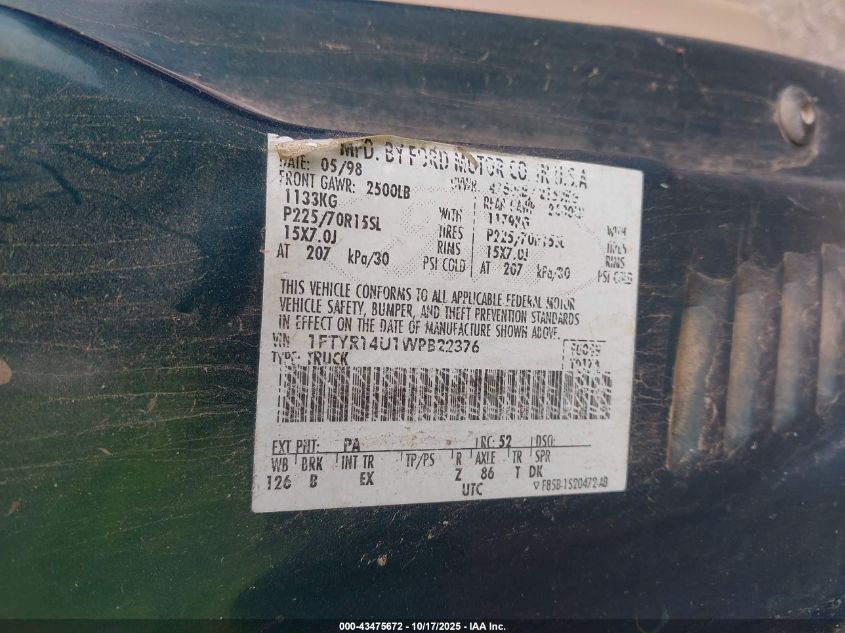 MFD. BY FORD MOTOR CO. IN U.S.A
DATE: 05/98 GVWR:
FRONT GAWR: 2500LB REAR GAWR:
1133KG WITH 1179KG WITH
P225/70R15SL TIRES P225/70R15SL TIRES
15X7.0J RIMS 15X7.0J RIMS
AT 207 kPa/30 PSI COLD AT 207 kPa/30 PSI COLD
THIS VEHICLE CONFORMS TO ALL APPLICABLE FEDERAL MOTOR
VEHICLE SAFETY, BUMPER, AND THEFT PREVENTION STANDARDS
IN EFFECT ON THE DATE OF MANUFACTURE SHOWN ABOVE.
VIN 1FTYR14U1WPB22376
TYPE: TRUCK
EXT PNT: PA RC: 52 DSO:
WB BRK INT TR TP/PS R AXLE TR SPR
126 B EX Z 86 T DK
UTC ▽ F85B-1520472-AB
000-43475672 | 10/17/2025 - IAA Inc.